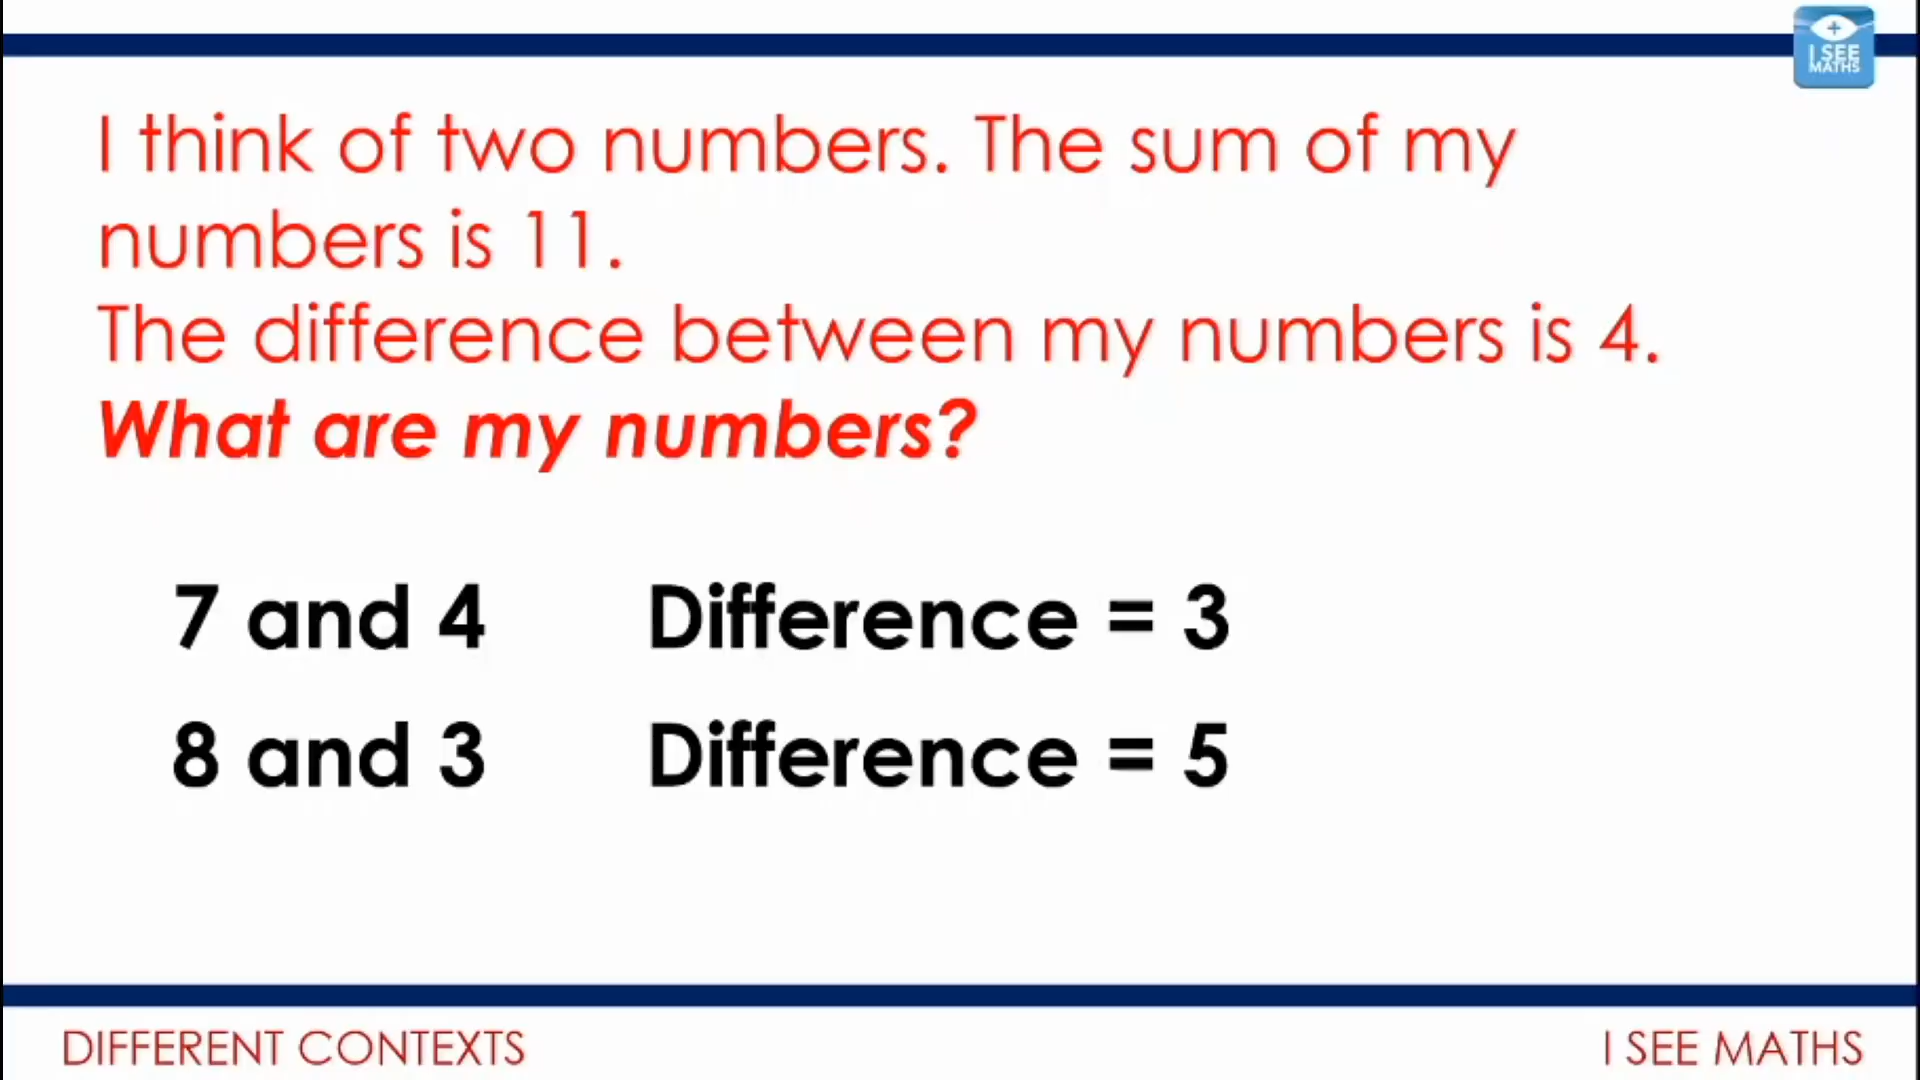 I SEE
MATHS
I think of two numbers. The sum of my
numbers is 11.
The difference between my numbers is 4.
What are my numbers?
7 and 4 Difference = 3
8 and 3 Difference = 5
DIFFERENT CONTEXTS I SEE MATHS